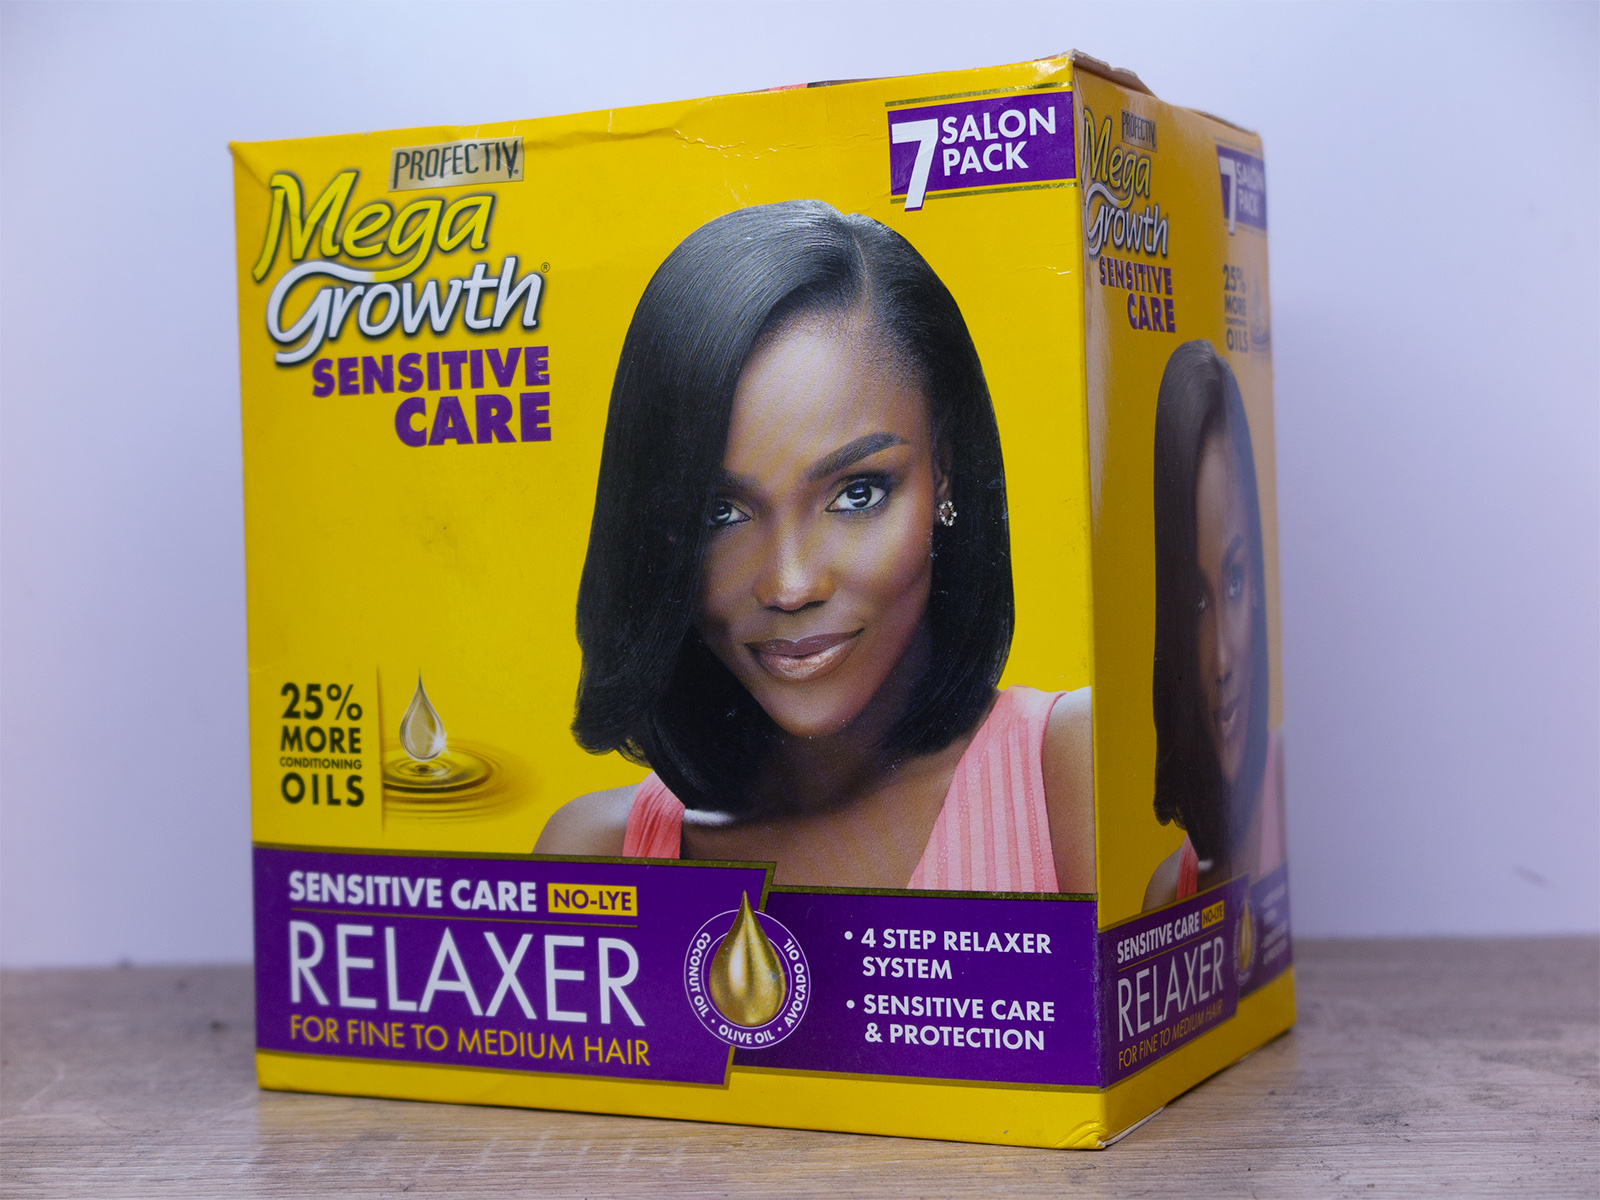 PROFECTIV®
Mega
Growth®
SENSITIVE
CARE
7 SALON
PACK
25%
MORE
CONDITIONING
OILS
SENSITIVE CARE NO-LYE
RELAXER
FOR FINE TO MEDIUM HAIR
COCONUT OIL • OLIVE OIL • AVOCADO OIL
• 4 STEP RELAXER
SYSTEM
• SENSITIVE CARE
& PROTECTION
PROFECTIV
Mega
Growth
SENSITIVE
CARE
7 SALON
PACK
25%
MORE
OILS
SENSITIVE CARE NO-LYE
RELAXER
FOR FINE TO MEDIUM HAIR